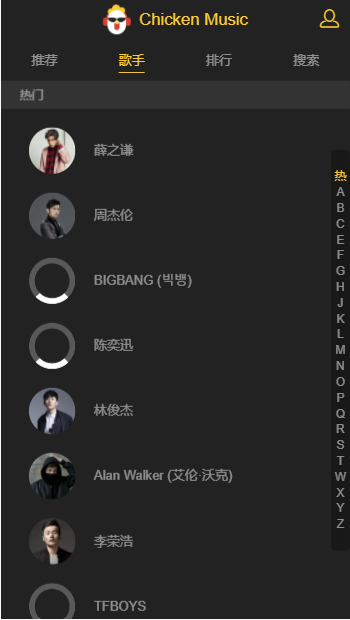 Chicken Music
推荐 歌手 排行 搜索
热门
薛之谦
周杰伦
BIGBANG (빅뱅)
陈奕迅
林俊杰
Alan Walker (艾伦·沃克)
李荣浩
TFBOYS
热
A
B
C
E
F
G
H
J
K
L
M
N
O
P
Q
R
S
T
W
X
Y
Z